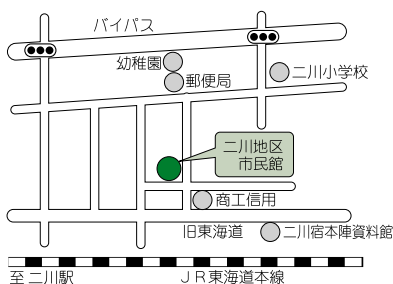 バイパス
幼稚園
郵便局
二川小学校
二川地区
市民館
商工信用
旧東海道
二川宿本陣資料館
至 二川駅
ＪＲ東海道本線